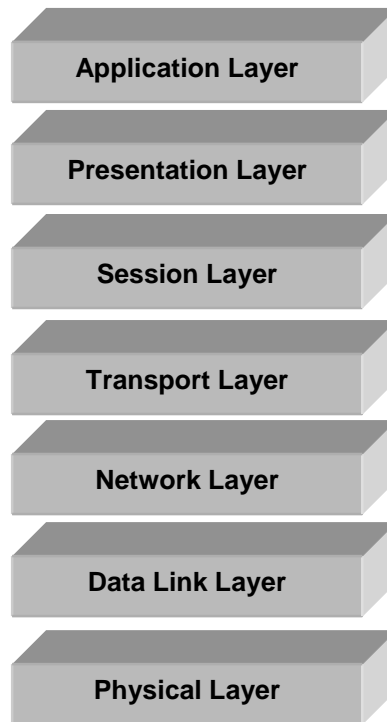 Application Layer
Presentation Layer
Session Layer
Transport Layer
Network Layer
Data Link Layer
Physical Layer